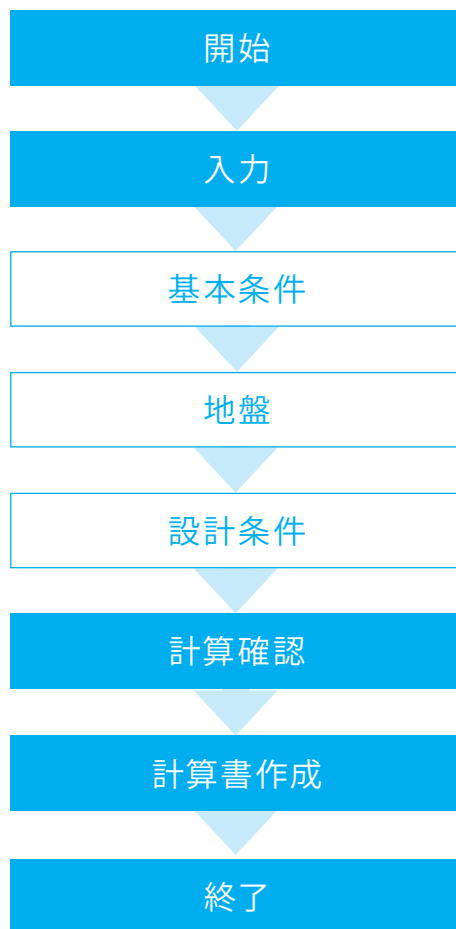 開始
入力
基本条件
地盤
設計条件
計算確認
計算書作成
終了